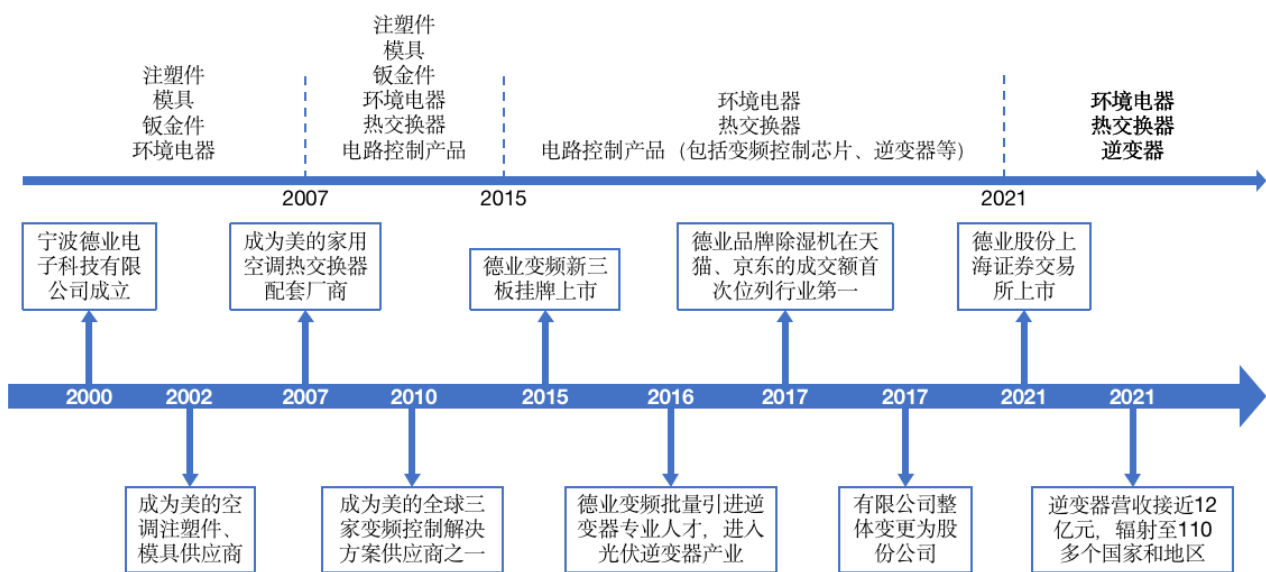 注塑件
模具
钣金件
环境电器
注塑件
模具
钣金件
环境电器
热交换器
电路控制产品
环境电器
热交换器
电路控制产品（包括变频控制芯片、逆变器等）
环境电器
热交换器
逆变器
2007
2015
2021
宁波德业电
子科技有限
公司成立
成为美的家用
空调热交换器
配套厂商
德业变频新三
板挂牌上市
德业品牌除湿机在天
猫、京东的成交额首
次位列行业第一
德业股份上
海证券交易
所上市
2000
2002
2007
2010
2015
2016
2017
2017
2021
2021
成为美的空
调注塑件、
模具供应商
成为美的全球三
家变频控制解决
方案供应商之一
德业变频批量引进逆
变器专业人才，进入
光伏逆变器产业
有限公司整
体变更为股
份公司
逆变器营收接近12
亿元，辐射至110
多个国家和地区